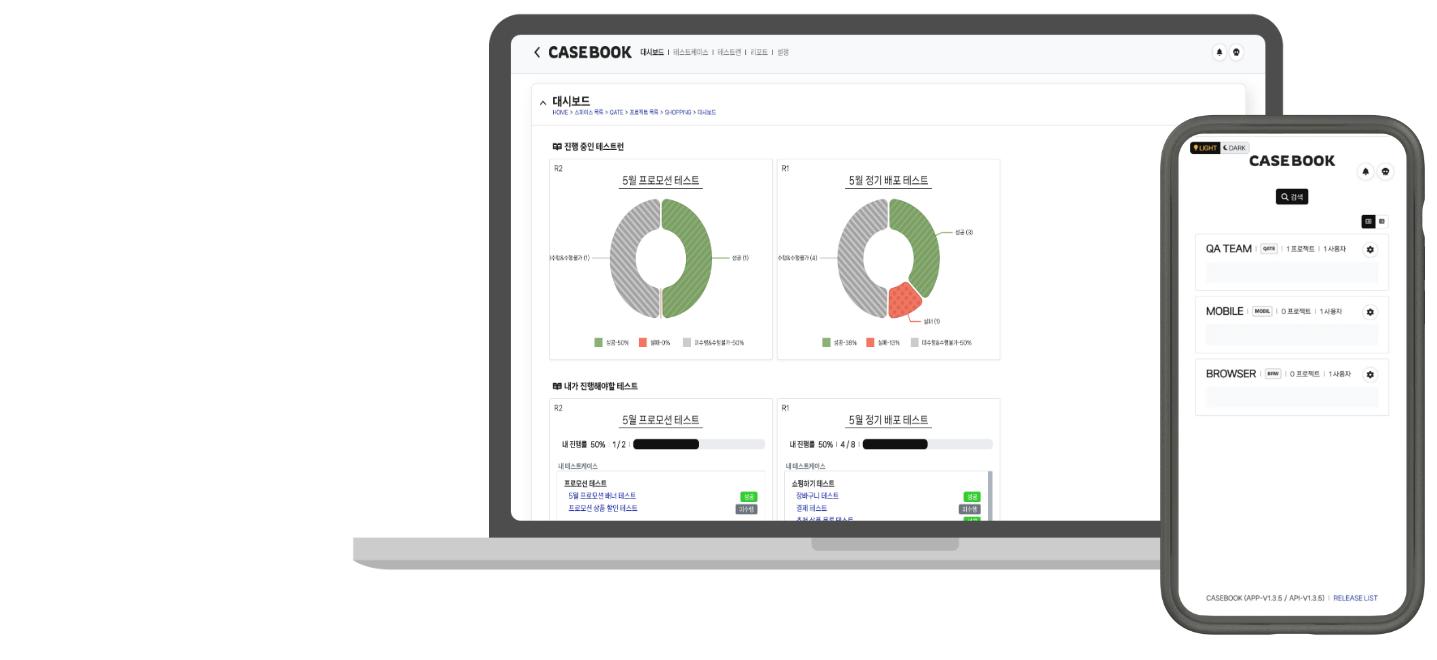 CASEBOOK 대시보드 | 테스트케이스 | 테스트런 | 리포트 | 설정
대시보드
HOME > 스페이스 목록 > QATE > 프로젝트 목록 > SHOPPING > 대시보드
진행 중인 테스트런
R2
5월 프로모션 테스트
성공 (1)
성공-50% 실패-0% 미수행&수행불가-50%
R1
5월 정기 배포 테스트
성공 (3)
수행&수행불가 (4)
실패 (1)
성공-38% 실패-13% 미수행&수행불가-50%
내가 진행해야할 테스트
R2
5월 프로모션 테스트
내 진행률 50% | 1 / 2 |
내 테스트케이스
프로모션 테스트
5월 프로모션 배너 테스트 성공
프로모션 상품 할인 테스트 미수행
R1
5월 정기 배포 테스트
내 진행률 50% | 4 / 8 |
내 테스트케이스
쇼핑하기 테스트
장바구니 테스트 성공
결제 테스트 미수행
LIGHT DARK
CASEBOOK
검색
QA TEAM | QATE | 1 프로젝트 | 1 사용자
MOBILE | MOBIL | 0 프로젝트 | 1 사용자
BROWSER | BRW | 0 프로젝트 | 1 사용자
CASEBOOK (APP-V1.3.5 / API-V1.3.5) | RELEASE LIST